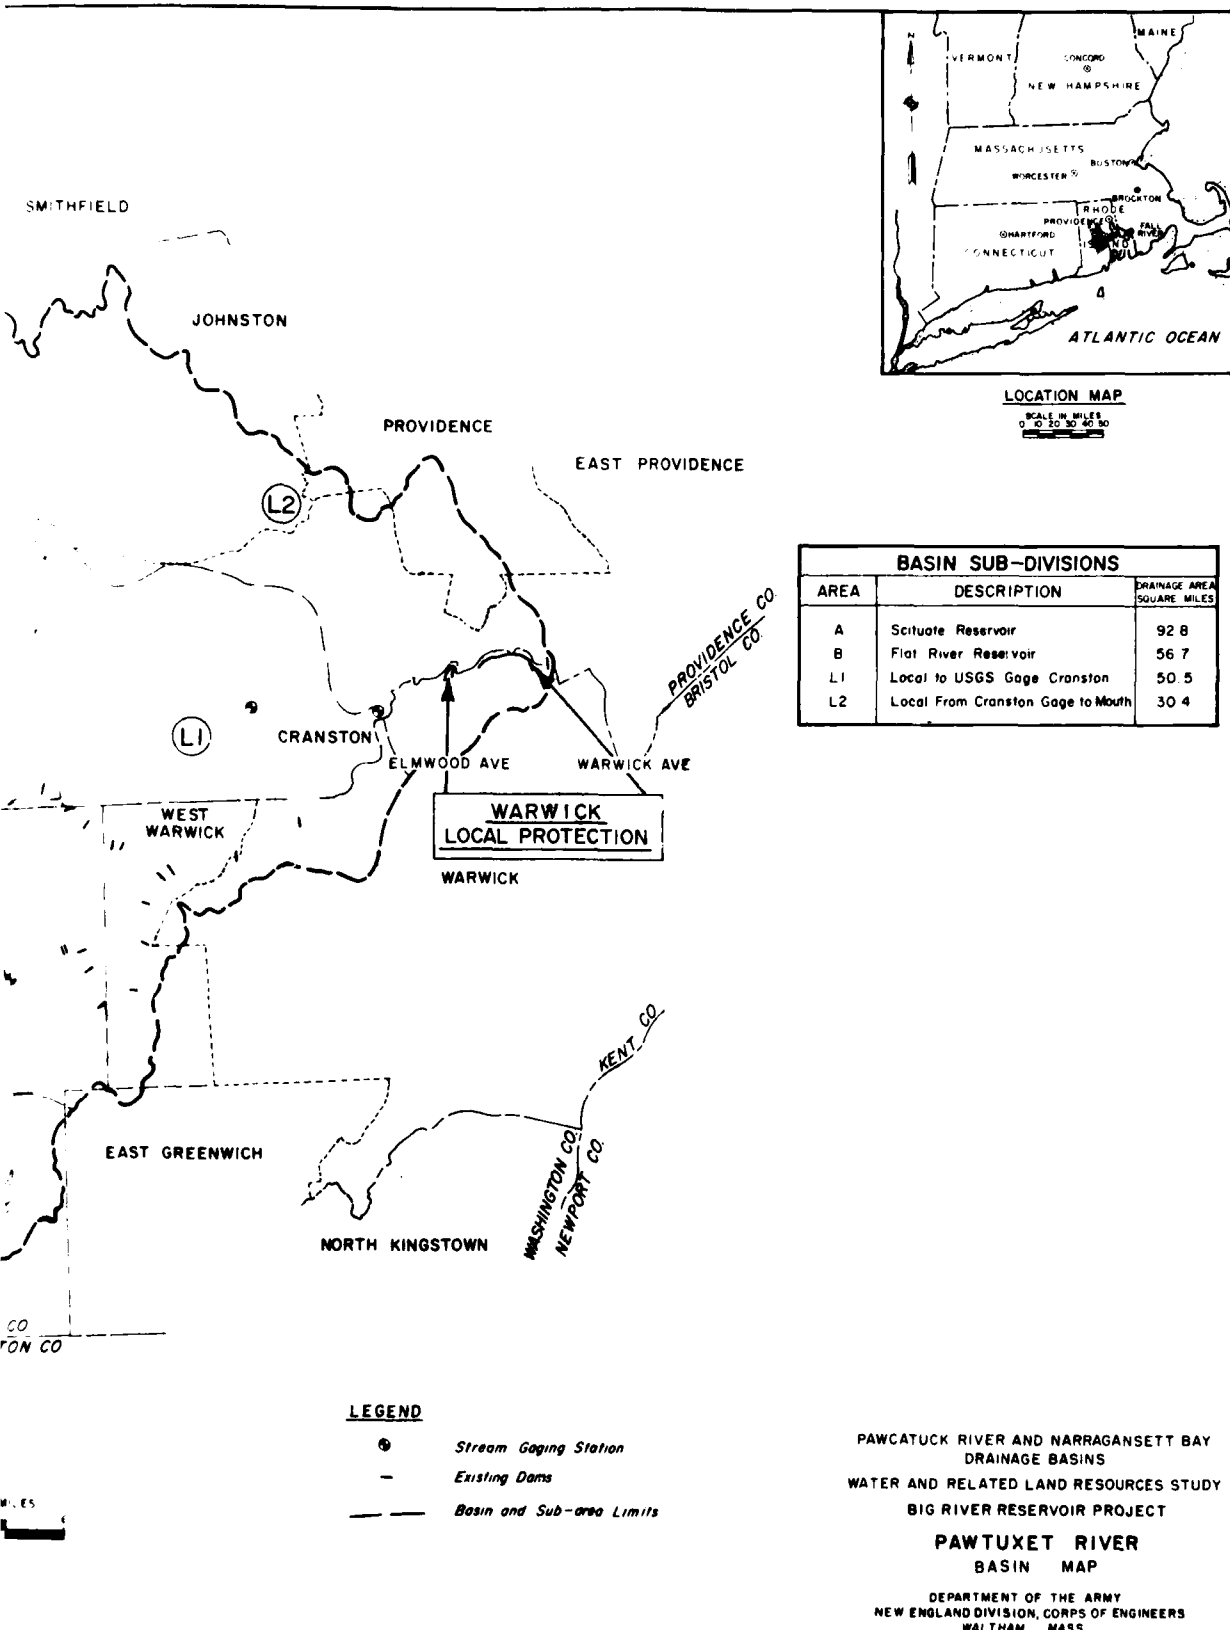 N
MAINE
VERMONT
CONCORD
NEW HAMPSHIRE
MASSACHUSETTS
BOSTON
WORCESTER
BROCKTON
RHODE
PROVIDENCE
FALL
RIVER
HARTFORD
ISLAND
CONNECTICUT
ATLANTIC OCEAN
LOCATION MAP
SCALE IN MILES
0 10 20 30 40 50
SMITHFIELD
JOHNSTON
PROVIDENCE
EAST PROVIDENCE
L2
BASIN SUB-DIVISIONS
AREA DESCRIPTION DRAINAGE AREA SQUARE MILES
A Scituate Reservoir 92 8
B Flat River Reservoir 56 7
L1 Local to USGS Gage Cranston 50.5
L2 Local From Cranston Gage to Mouth 30 4
PROVIDENCE CO.
BRISTOL CO.
L1
CRANSTON
ELMWOOD AVE
WARWICK AVE
WEST
WARWICK
WARWICK
LOCAL PROTECTION
WARWICK
KENT CO
EAST GREENWICH
WASHINGTON CO.
NEWPORT CO.
NORTH KINGSTOWN
CO
TON CO
LEGEND
Stream Gaging Station
Existing Dams
Basin and Sub-area Limits
MILES
PAWCATUCK RIVER AND NARRAGANSETT BAY
DRAINAGE BASINS
WATER AND RELATED LAND RESOURCES STUDY
BIG RIVER RESERVOIR PROJECT
PAWTUXET RIVER
BASIN MAP
DEPARTMENT OF THE ARMY
NEW ENGLAND DIVISION, CORPS OF ENGINEERS
WALTHAM MASS